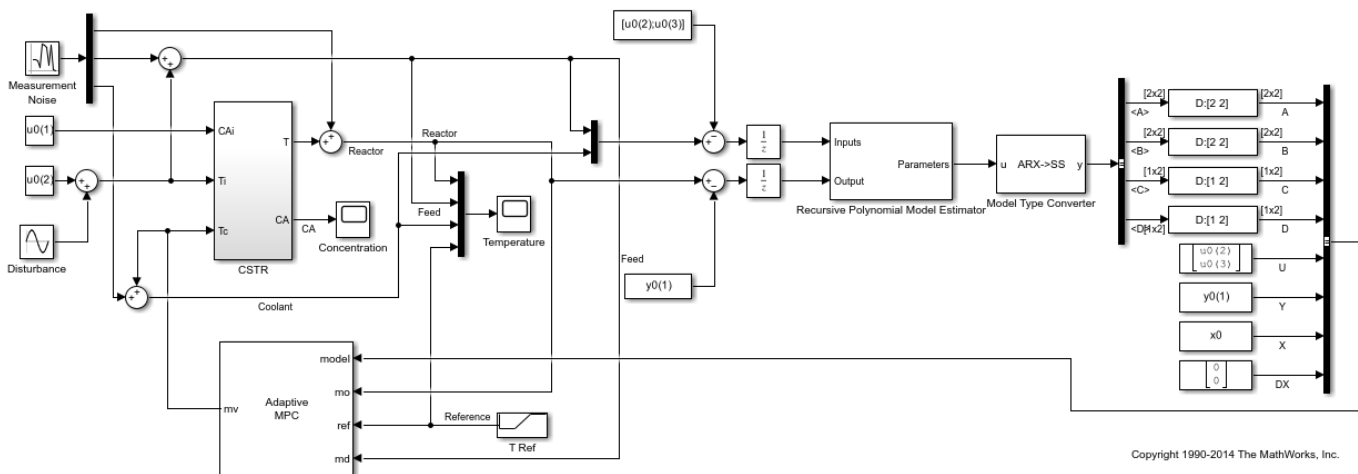 Measurement
Noise
u0(1)
u0(2)
Disturbance
CAi
Ti
Tc
T
CA
CSTR
CA
Concentration
Reactor
Reactor
Feed
Temperature
Coolant
[u0(2);u0(3)]
y0(1)
Feed
1
z
1
z
Inputs
Output
Parameters
Recursive Polynomial Model Estimator
u ARX->SS y
Model Type Converter
[2x2]
<A>
D:[2 2]
[2x2]
A
[2x2]
<B>
D:[2 2]
[2x2]
B
[1x2]
<C>
D:[1 2]
[1x2]
C
[1x2]
<D>
D:[1 2]
[1x2]
D
u0(2)
u0(3)
U
y0(1)
Y
x0
X
0
0
DX
mv
Adaptive
MPC
model
mo
ref
md
Reference
T Ref
Copyright 1990-2014 The MathWorks, Inc.